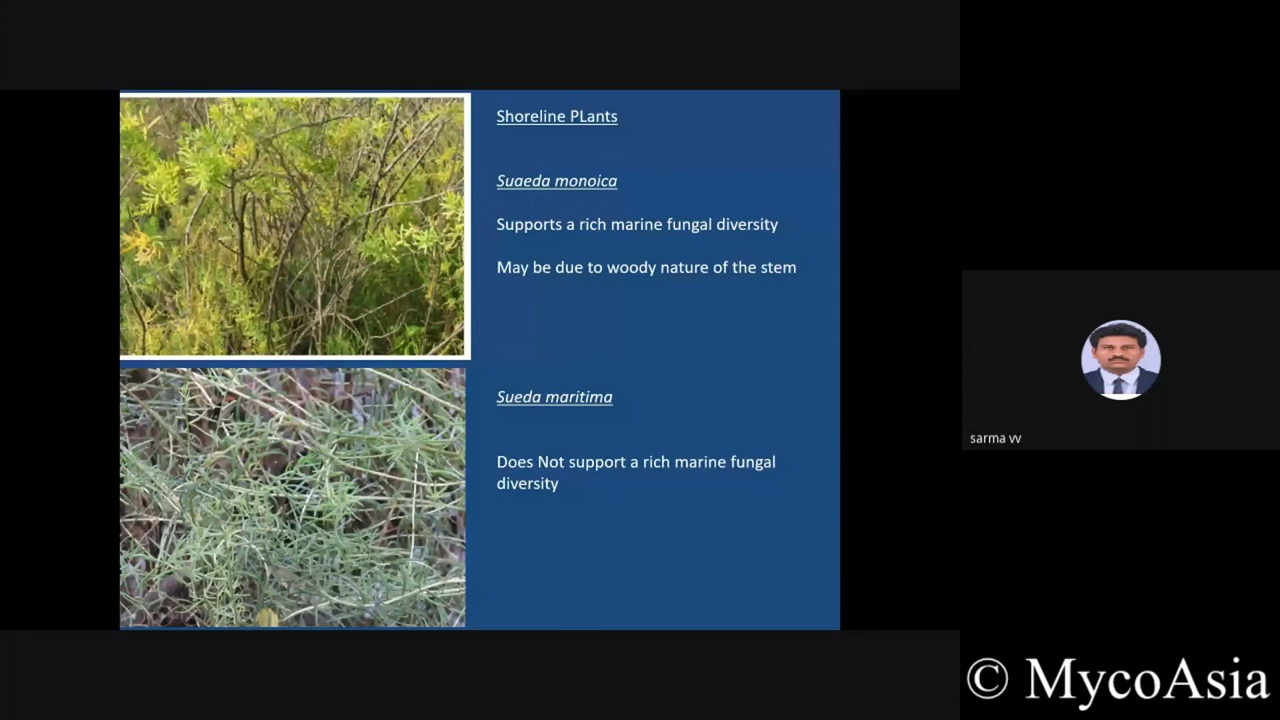 Shoreline PLants
Suaeda monoica
Supports a rich marine fungal diversity
May be due to woody nature of the stem
Sueda maritima
Does Not support a rich marine fungal
diversity
sarma vv
© MycoAsia